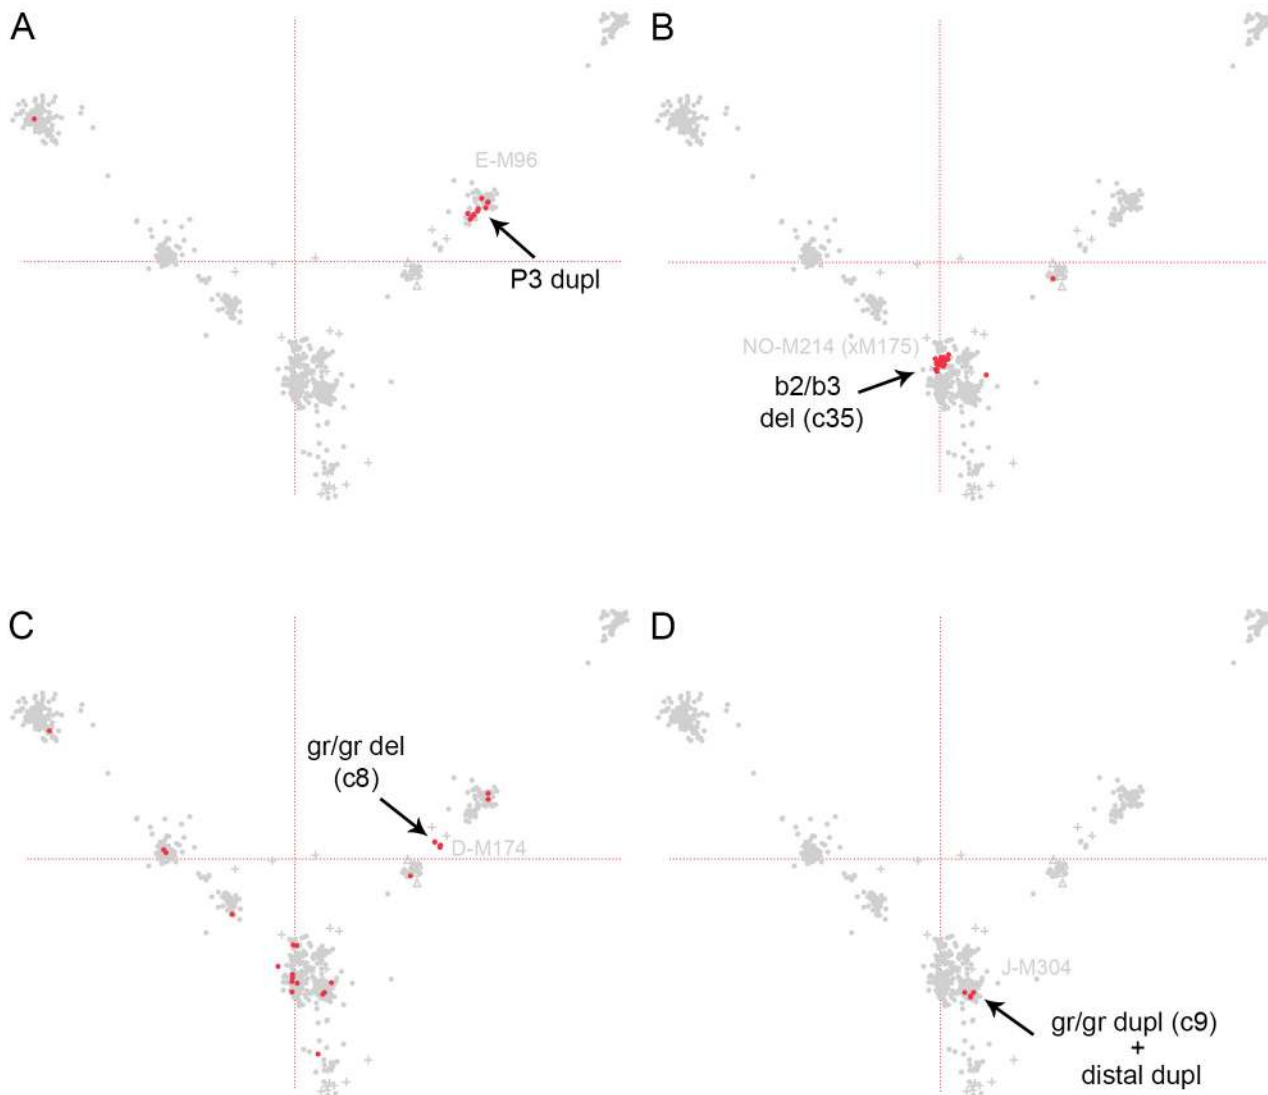 A
E-M96
P3 dupl
B
NO-M214 (xM175)
b2/b3
del (c35)
C
gr/gr del
(c8)
D-M174
D
J-M304
gr/gr dupl (c9)
+
distal dupl